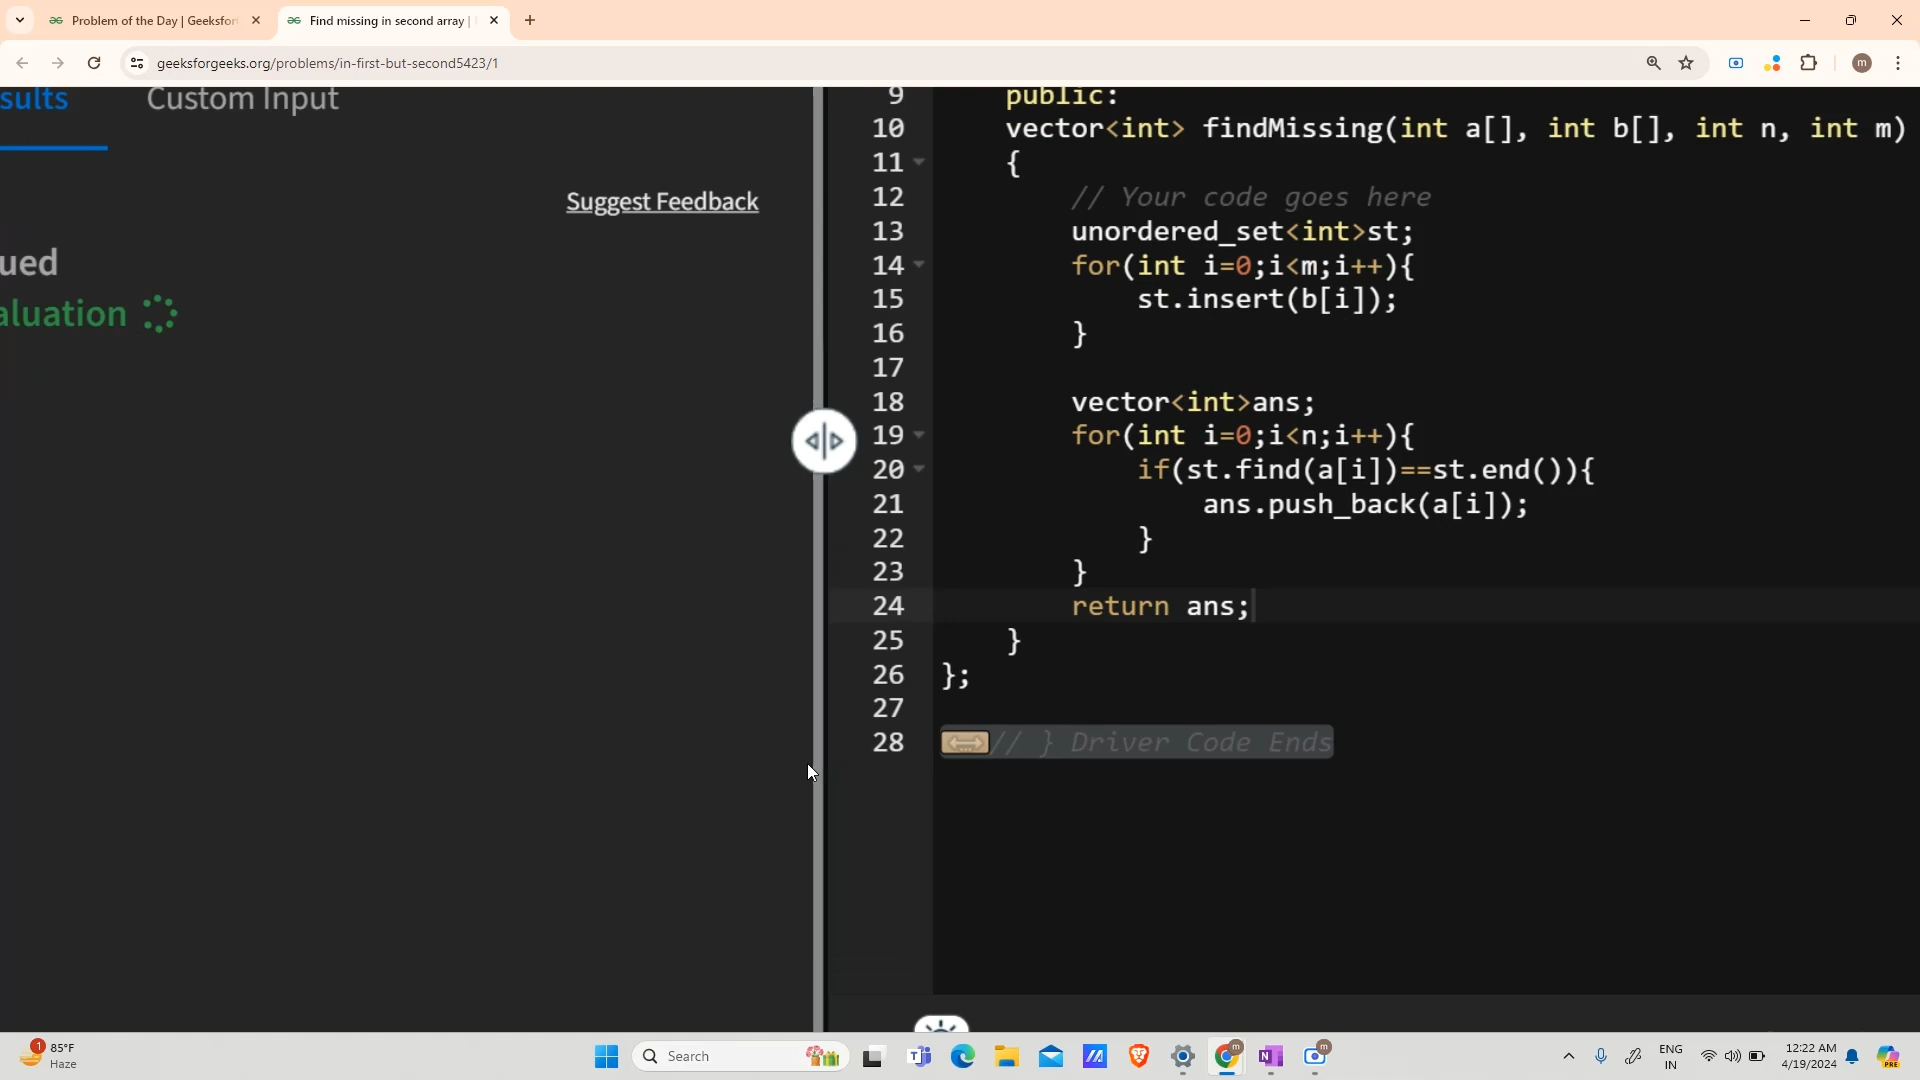 Problem of the Day | Geeksfor
Find missing in second array |
geeksforgeeks.org/problems/in-first-but-second5423/1
m
sults
Custom Input
Suggest Feedback
ued
aluation
9 public:
10 vector<int> findMissing(int a[], int b[], int n, int m)
11 {
12 // Your code goes here
13 unordered_set<int>st;
14 for(int i=0;i<m;i++){
15 st.insert(b[i]);
16 }
17
18 vector<int>ans;
19 for(int i=0;i<n;i++){
20 if(st.find(a[i])==st.end()){
21 ans.push_back(a[i]);
22 }
23 }
24 return ans;
25 }
26 };
27
28 // } Driver Code Ends
1
85°F
Haze
Search
m
m
ENG
IN
12:22 AM
4/19/2024
PRE